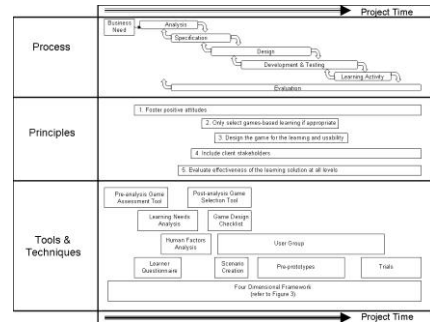 Project Time
Process
Business
Need
Analysis
Specification
Design
Development & Testing
Learning Activity
Evaluation
Principles
1. Foster positive attitudes
2. Only select games-based learning if appropriate
3. Design the game for the learning and usability
4. Include client stakeholders
5. Evaluate effectiveness of the learning solution at all levels
Tools &
Techniques
Pre-analysis Game
Assessment Tool
Post-analysis Game
Selection Tool
Learning Needs
Analysis
Game Design
Checklist
Human Factors
Analysis
User Group
Learner
Questionnaire
Scenario
Creation
Pre-prototypes
Trials
Four Dimensional Framework
(refer to Figure 3)
Project Time